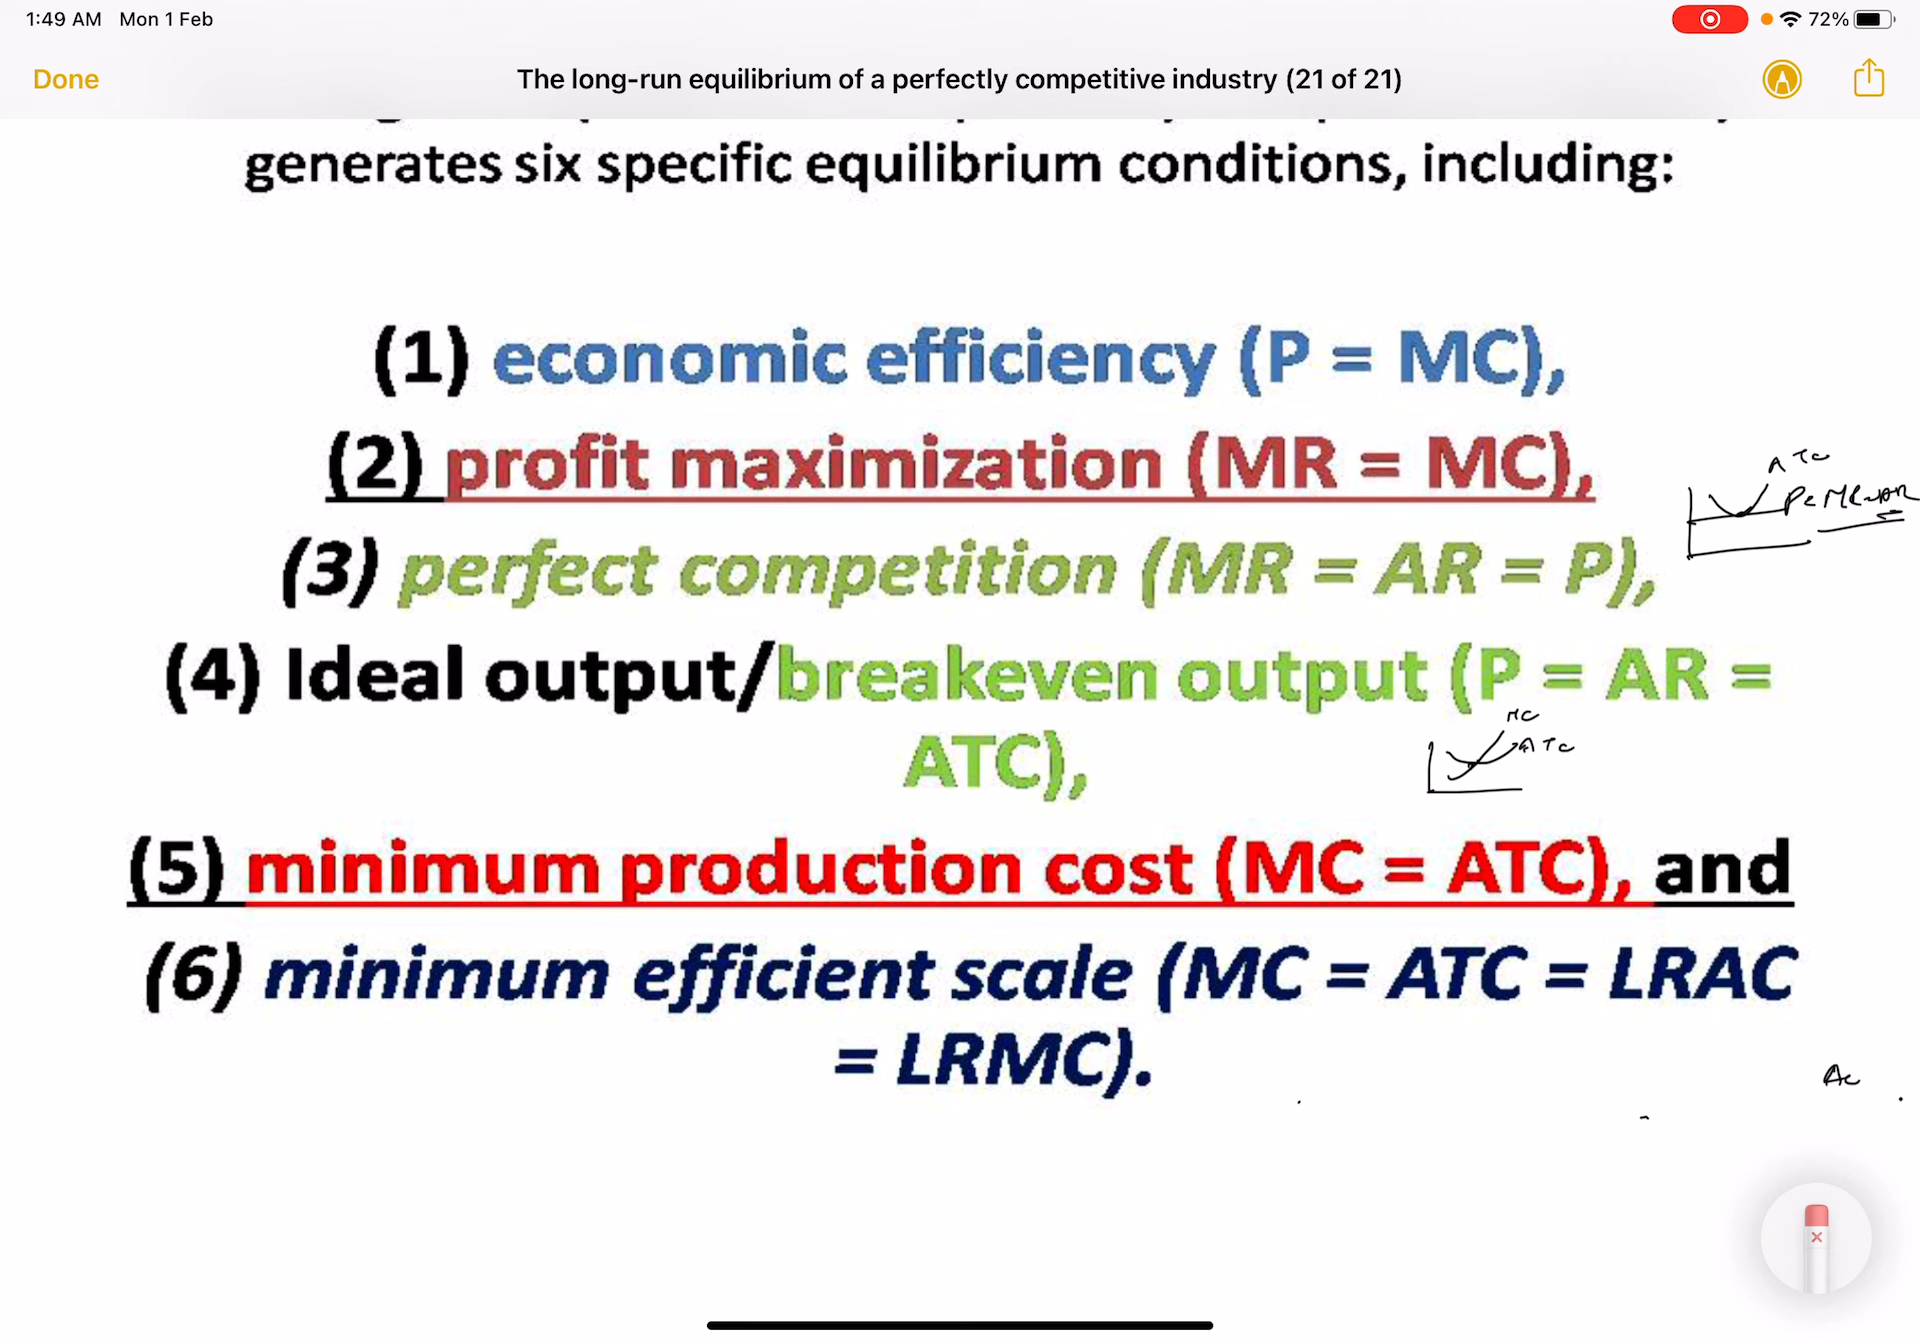 1:49 AM Mon 1 Feb
72%
Done
The long-run equilibrium of a perfectly competitive industry (21 of 21)
generates six specific equilibrium conditions, including:
(1) economic efficiency (P = MC),
(2) profit maximization (MR = MC),
ATC
P=MR=AR
(3) perfect competition (MR = AR = P),
(4) Ideal output/breakeven output (P = AR =
MC
ATC
ATC),
(5) minimum production cost (MC = ATC), and
(6) minimum efficient scale (MC = ATC = LRAC
= LRMC).
AC